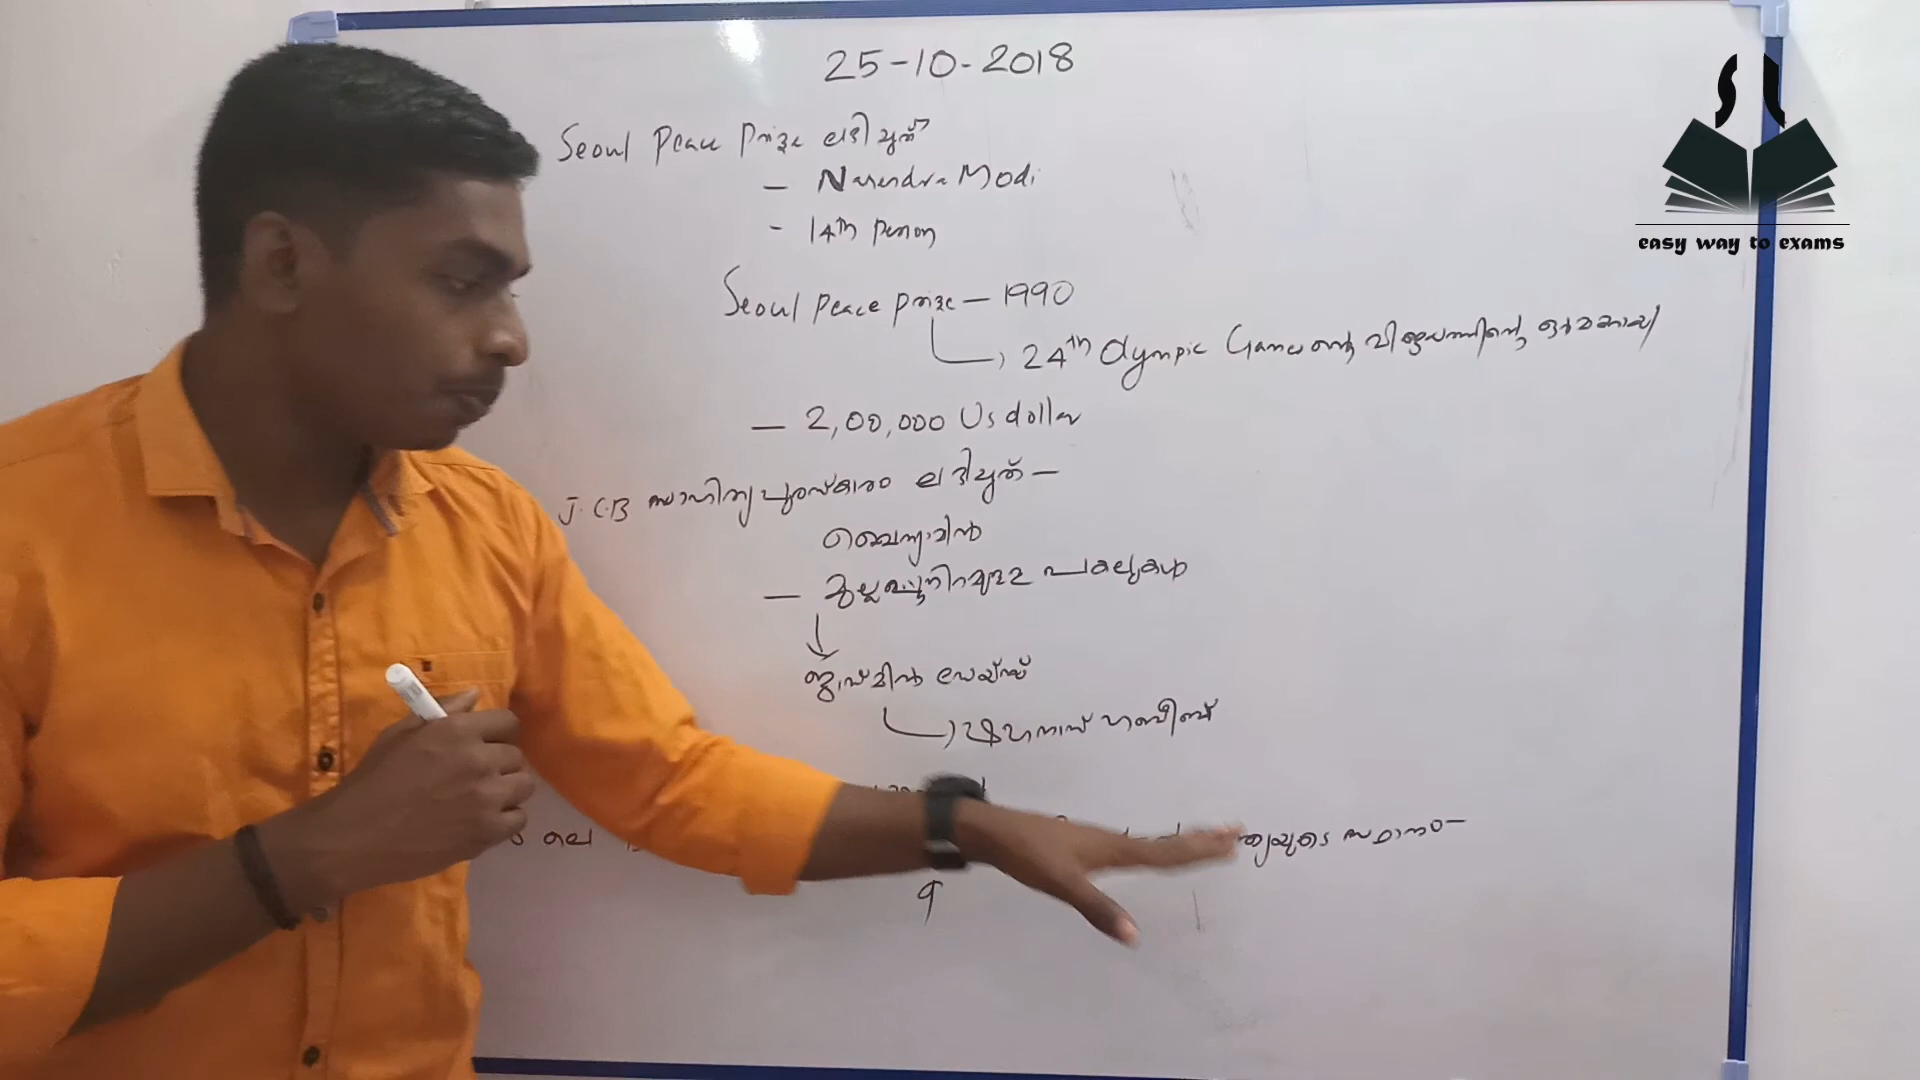 25-10-2018
Seoul Peace Prize ലഭിച്ചത്
- Narendra Modi
- 14th Person
Seoul Peace Prize - 1990
24th Olympic Games ന്റെ വിജയത്തിന്റെ ഓർമ്മക്കായി
- 2,00,000 US dollar
J.C.B സാഹിത്യ പുരസ്കാരം ലഭിച്ചത് -
ബെന്യാമിൻ
- മുല്ലപ്പൂനിറമുള്ള പകലുകൾ
ജാസ്മിൻ ഡെയ്സ്
ഷഹനാസ് ഹബീബ്
ലെ സ്ഥാനം-
9
easy way to exams